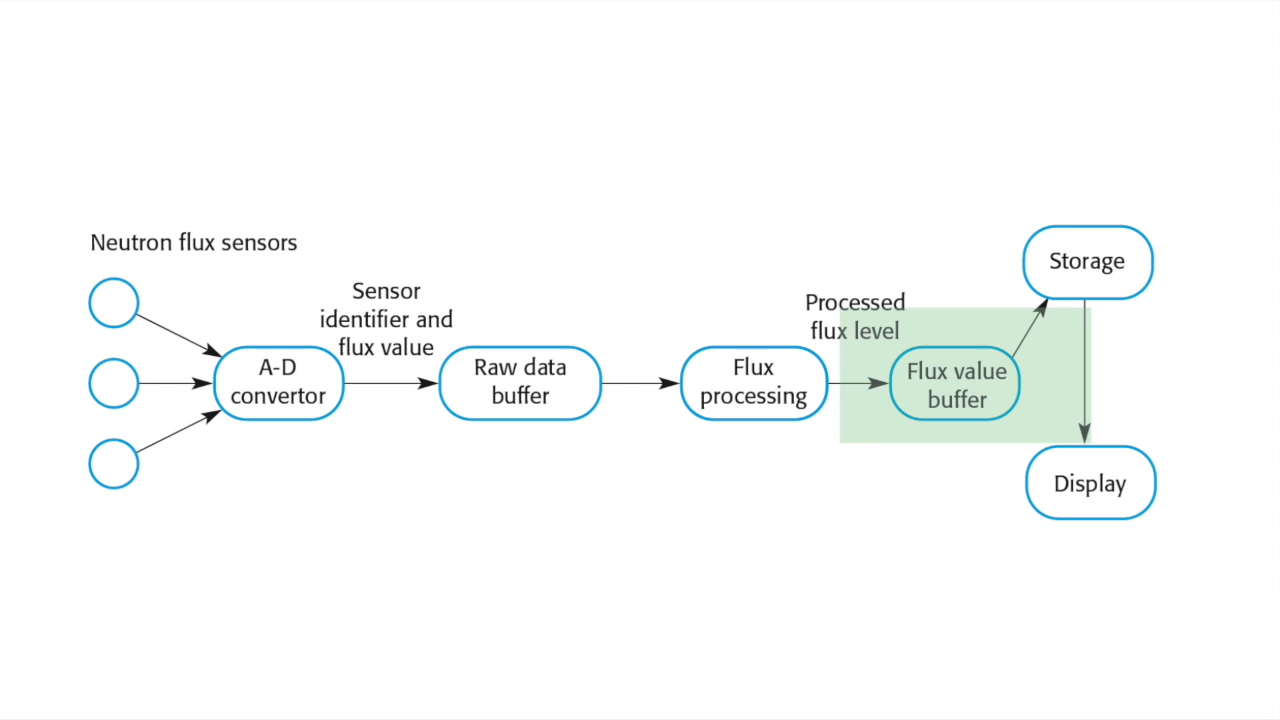 Neutron flux sensors
Sensor
identifier and
flux value
A-D
convertor
Raw data
buffer
Flux
processing
Processed
flux level
Flux value
buffer
Storage
Display